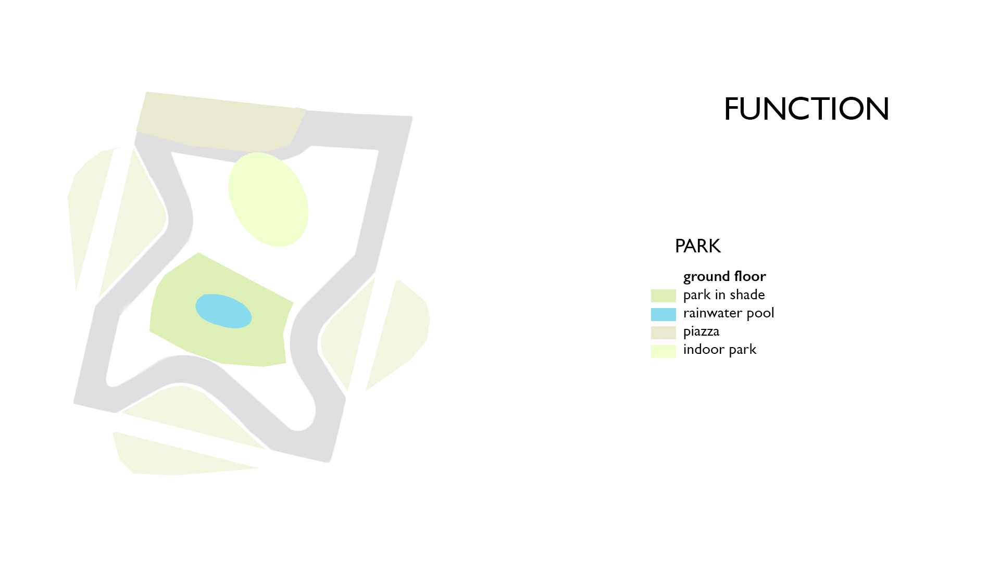 FUNCTION
PARK
ground floor
park in shade
rainwater pool
piazza
indoor park